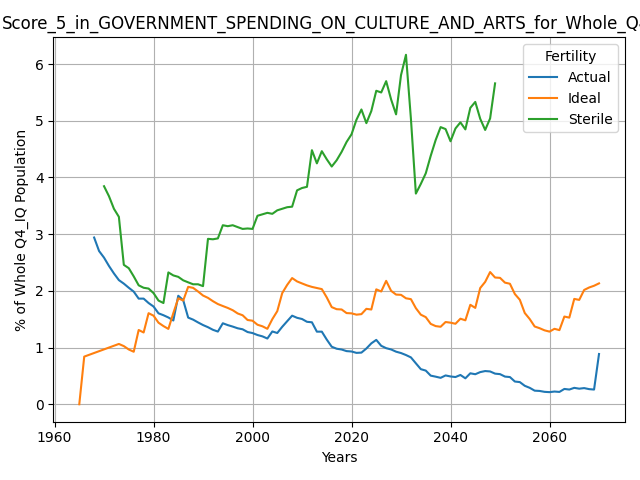 Score_5_in_GOVERNMENT_SPENDING_ON_CULTURE_AND_ARTS_for_Whole_Q4
Fertility
Actual
Ideal
Sterile
% of Whole Q4_IQ Population
6
5
4
3
2
1
0
1960 1980 2000 2020 2040 2060
Years